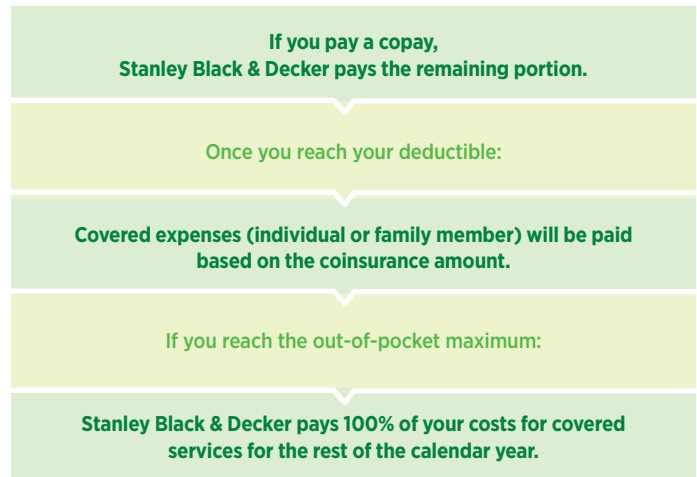 If you pay a copay,
Stanley Black & Decker pays the remaining portion.
Once you reach your deductible:
Covered expenses (individual or family member) will be paid
based on the coinsurance amount.
If you reach the out-of-pocket maximum:
Stanley Black & Decker pays 100% of your costs for covered
services for the rest of the calendar year.